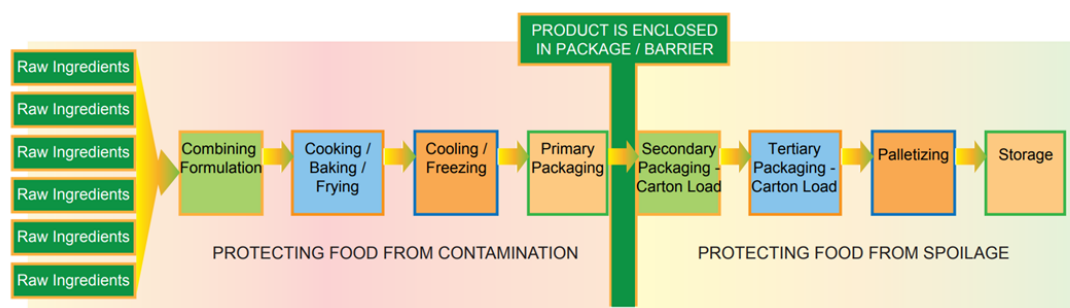 PRODUCT IS ENCLOSED
IN PACKAGE / BARRIER
Raw Ingredients
Raw Ingredients
Raw Ingredients
Raw Ingredients
Raw Ingredients
Raw Ingredients
Combining
Formulation
Cooking /
Baking /
Frying
Cooling /
Freezing
Primary
Packaging
Secondary
Packaging -
Carton Load
Tertiary
Packaging -
Carton Load
Palletizing
Storage
PROTECTING FOOD FROM CONTAMINATION
PROTECTING FOOD FROM SPOILAGE